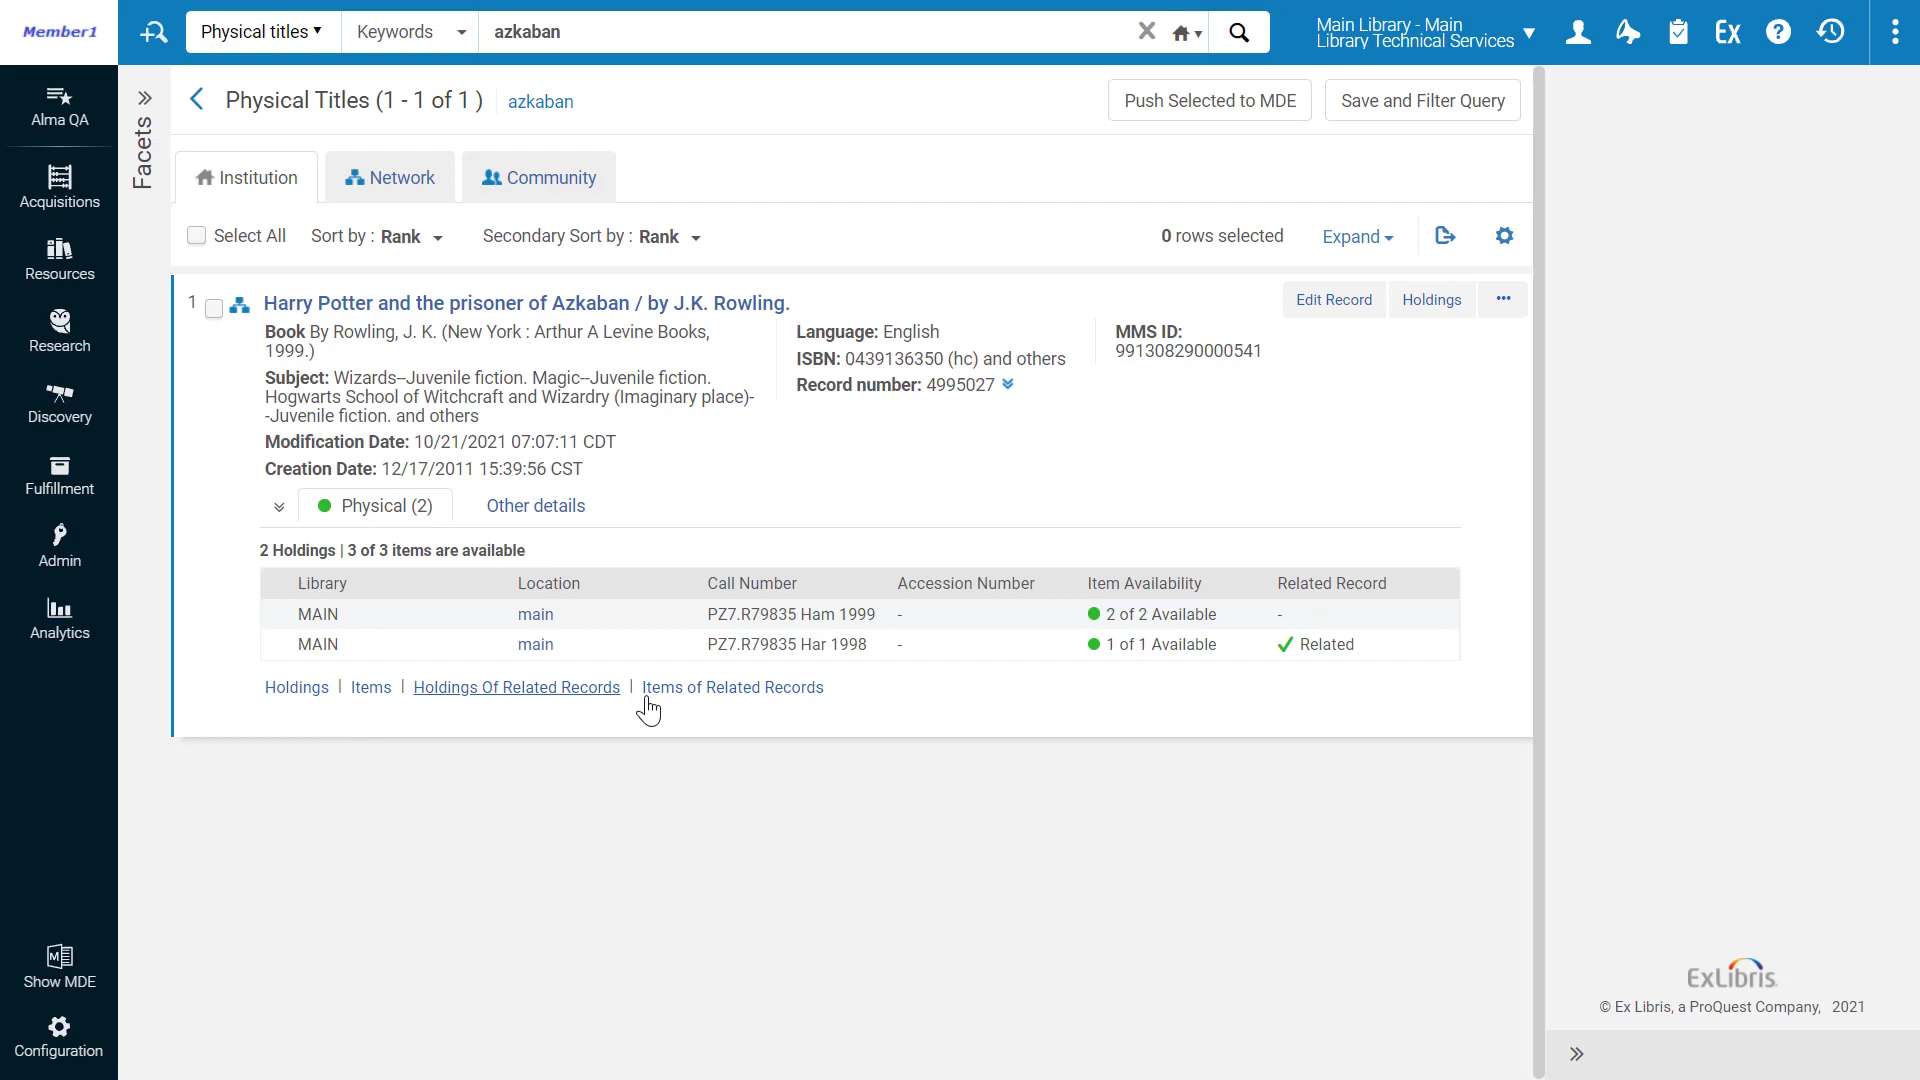 Member1
Physical titles
Keywords
azkaban
Main Library - Main
Library Technical Services
Ex
?
Alma QA
Acquisitions
Resources
Research
Discovery
Fulfillment
Admin
Analytics
Show MDE
Configuration
Facets
Physical Titles (1 - 1 of 1 )
azkaban
Push Selected to MDE
Save and Filter Query
Institution
Network
Community
Select All
Sort by : Rank
Secondary Sort by : Rank
0 rows selected
Expand
1
Harry Potter and the prisoner of Azkaban / by J.K. Rowling.
Edit Record
Holdings
Book By Rowling, J. K. (New York : Arthur A Levine Books,
1999.)
Subject: Wizards--Juvenile fiction. Magic--Juvenile fiction.
Hogwarts School of Witchcraft and Wizardry (Imaginary place)-
-Juvenile fiction. and others
Modification Date: 10/21/2021 07:07:11 CDT
Creation Date: 12/17/2011 15:39:56 CST
Language: English
ISBN: 0439136350 (hc) and others
Record number: 4995027
MMS ID:
991308290000541
Physical (2)
Other details
2 Holdings | 3 of 3 items are available
Library Location Call Number Accession Number Item Availability Related Record
MAIN main PZ7.R79835 Ham 1999 - 2 of 2 Available -
MAIN main PZ7.R79835 Har 1998 - 1 of 1 Available Related
Holdings | Items | Holdings Of Related Records | Items of Related Records
ExLibris
© Ex Libris, a ProQuest Company, 2021